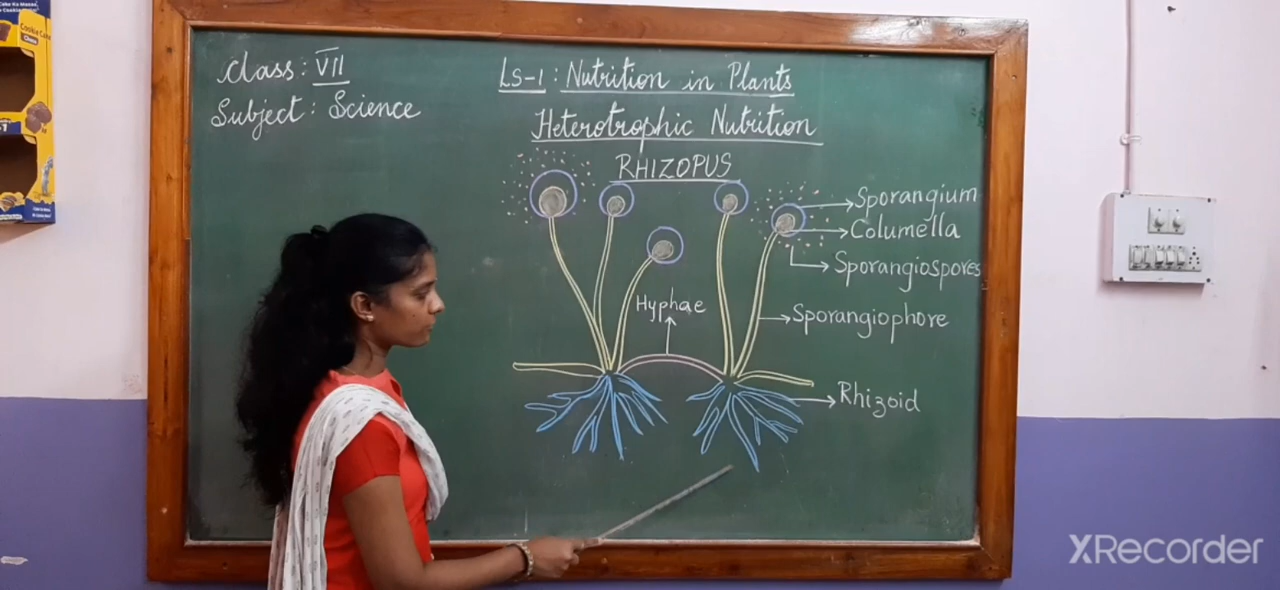 Class: VII
Subject: Science
LS-1: Nutrition in Plants
Heterotrophic Nutrition
RHIZOPUS
Sporangium
Columella
Sporangiospores
Hyphae
Sporangiophore
Rhizoid
XRecorder